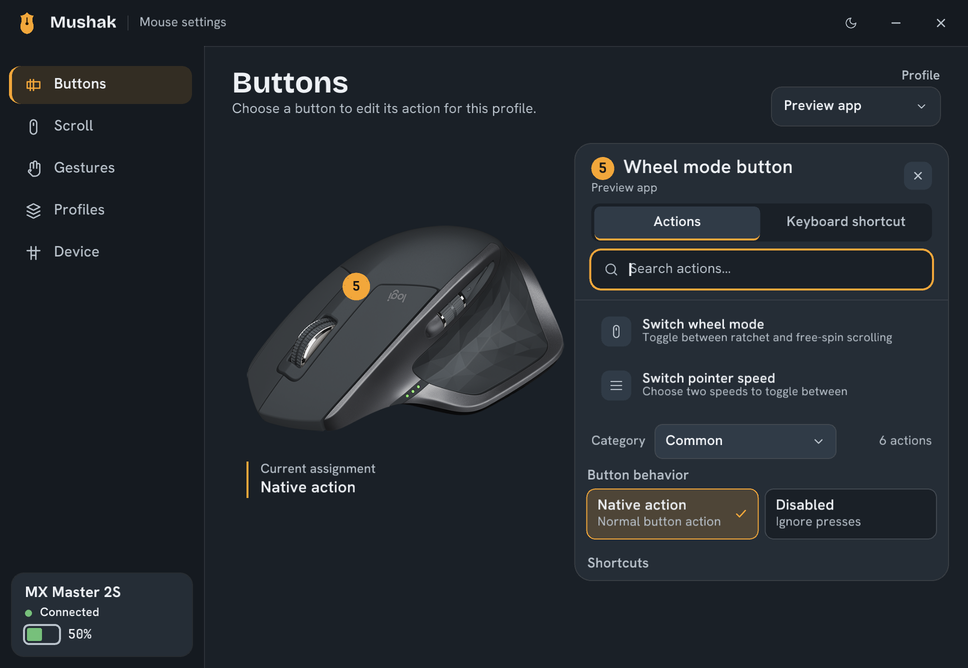 Mushak
Mouse settings
Buttons
Scroll
Gestures
Profiles
Device
MX Master 2S
Connected
50%
Buttons
Choose a button to edit its action for this profile.
Profile
Preview app
5
logi
Current assignment
Native action
5 Wheel mode button
Preview app
Actions
Keyboard shortcut
Search actions...
Switch wheel mode
Toggle between ratchet and free-spin scrolling
Switch pointer speed
Choose two speeds to toggle between
Category
Common
6 actions
Button behavior
Native action
Normal button action
Disabled
Ignore presses
Shortcuts